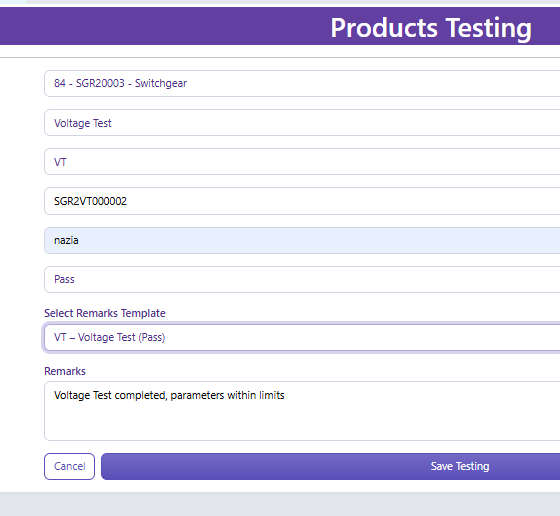 Products Testing
84 - SGR20003 - Switchgear
Voltage Test
VT
SGR2VT000002
nazia
Pass
Select Remarks Template
VT – Voltage Test (Pass)
Remarks
Voltage Test completed, parameters within limits
Cancel
Save Testing